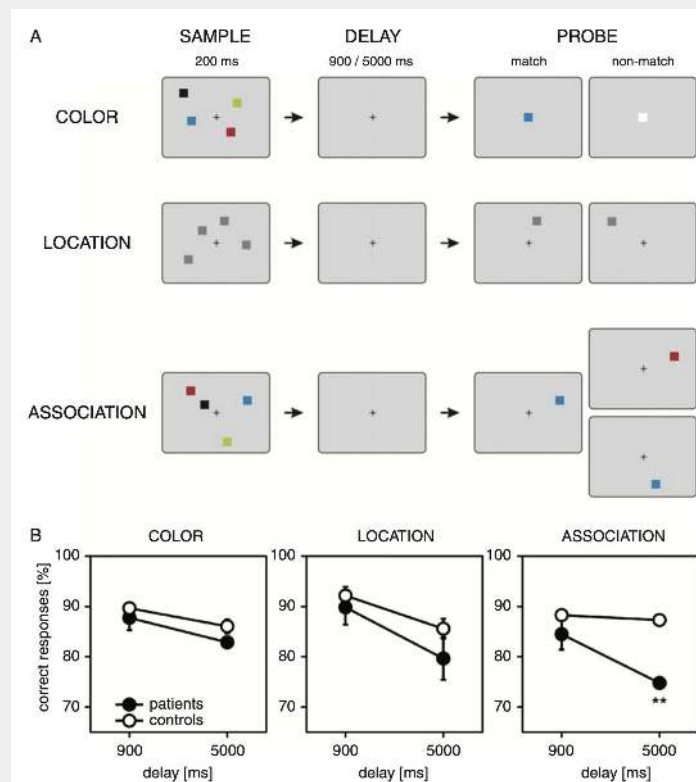 A
SAMPLE DELAY PROBE
200 ms 900 / 5000 ms match non-match
COLOR
LOCATION
ASSOCIATION
B COLOR LOCATION ASSOCIATION
100 100 100
90 90 90
80 80 80
70 70 70
correct responses [%]
patients
controls
**
900 5000 900 5000 900 5000
delay [ms] delay [ms] delay [ms]